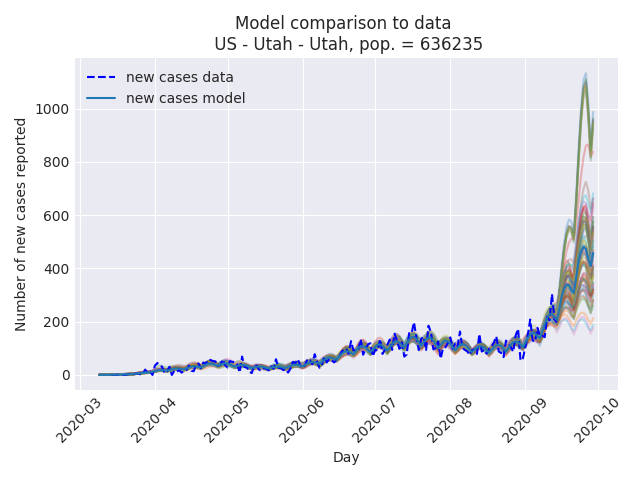 Model comparison to data
US - Utah - Utah, pop. = 636235
new cases data
new cases model
Number of new cases reported
1000
800
600
400
200
0
2020-03
2020-04
2020-05
2020-06
2020-07
2020-08
2020-09
2020-10
Day